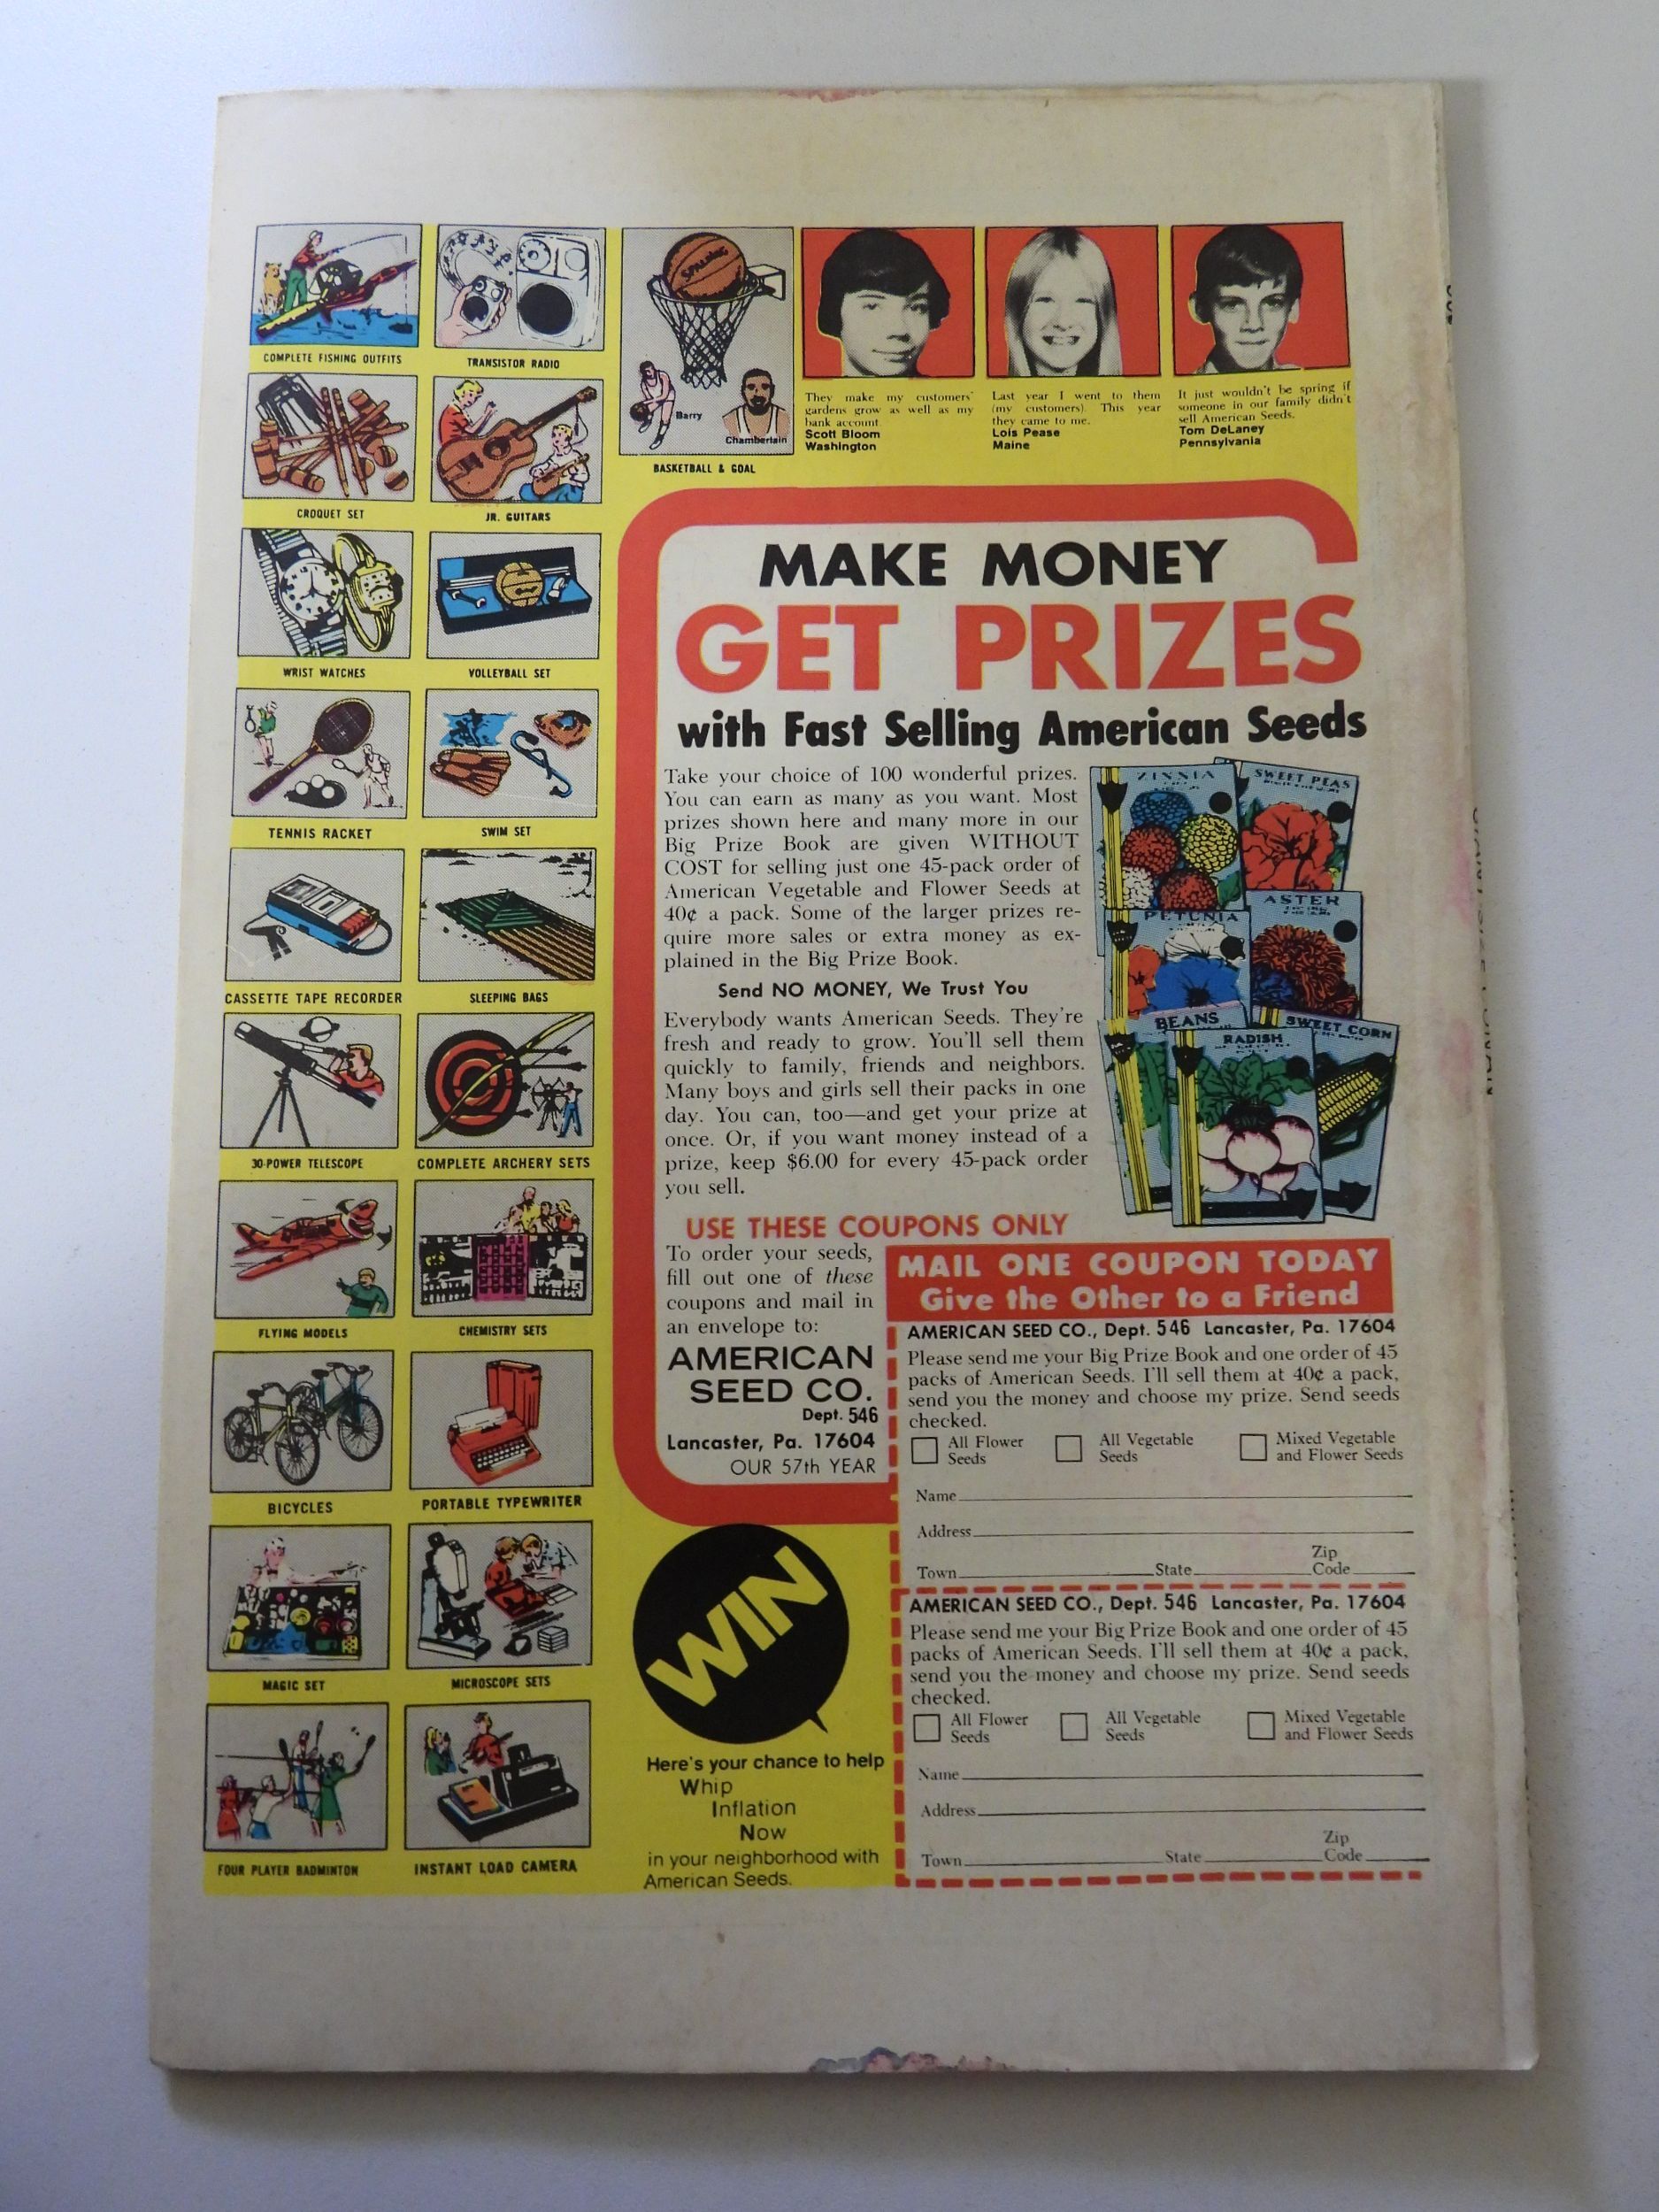 COMPLETE FISHING OUTFITS
TRANSISTOR RADIO
SPALDING
Barry
Chamberlain
BASKETBALL & GOAL
CROQUET SET
JR. GUITARS
WRIST WATCHES
VOLLEYBALL SET
TENNIS RACKET
SWIM SET
CASSETTE TAPE RECORDER
SLEEPING BAGS
30-POWER TELESCOPE
COMPLETE ARCHERY SETS
FLYING MODELS
CHEMISTRY SETS
BICYCLES
PORTABLE TYPEWRITER
MAGIC SET
MICROSCOPE SETS
FOUR PLAYER BADMINTON
INSTANT LOAD CAMERA
They make my customers'
gardens grow as well as my
bank account.
Scott Bloom
Washington
Last year I went to them
(my customers). This year
they came to me.
Lois Pease
Maine
It just wouldn't be spring if
someone in our family didn't
sell American Seeds.
Tom DeLaney
Pennsylvania
MAKE MONEY
GET PRIZES
with Fast Selling American Seeds
Take your choice of 100 wonderful prizes.
You can earn as many as you want. Most
prizes shown here and many more in our
Big Prize Book are given WITHOUT
COST for selling just one 45-pack order of
American Vegetable and Flower Seeds at
40¢ a pack. Some of the larger prizes re-
quire more sales or extra money as ex-
plained in the Big Prize Book.
Send NO MONEY, We Trust You
Everybody wants American Seeds. They're
fresh and ready to grow. You'll sell them
quickly to family, friends and neighbors.
Many boys and girls sell their packs in one
day. You can, too—and get your prize at
once. Or, if you want money instead of a
prize, keep $6.00 for every 45-pack order
you sell.
ZINNIA
SWEET PEAS
PETUNIA
ASTER
BEANS
RADISH
SWEET CORN
USE THESE COUPONS ONLY
To order your seeds,
fill out one of these
coupons and mail in
an envelope to:
AMERICAN
SEED CO.
Dept. 546
Lancaster, Pa. 17604
OUR 57th YEAR
MAIL ONE COUPON TODAY
Give the Other to a Friend
AMERICAN SEED CO., Dept. 546 Lancaster, Pa. 17604
Please send me your Big Prize Book and one order of 45
packs of American Seeds. I'll sell them at 40¢ a pack,
send you the money and choose my prize. Send seeds
checked.
All Flower Seeds
All Vegetable Seeds
Mixed Vegetable and Flower Seeds
Name
Address
Town State Zip Code
AMERICAN SEED CO., Dept. 546 Lancaster, Pa. 17604
Please send me your Big Prize Book and one order of 45
packs of American Seeds. I'll sell them at 40¢ a pack,
send you the money and choose my prize. Send seeds
checked.
All Flower Seeds
All Vegetable Seeds
Mixed Vegetable and Flower Seeds
Name
Address
Town State Zip Code
WIN
Here's your chance to help
Whip
Inflation
Now
in your neighborhood with
American Seeds.